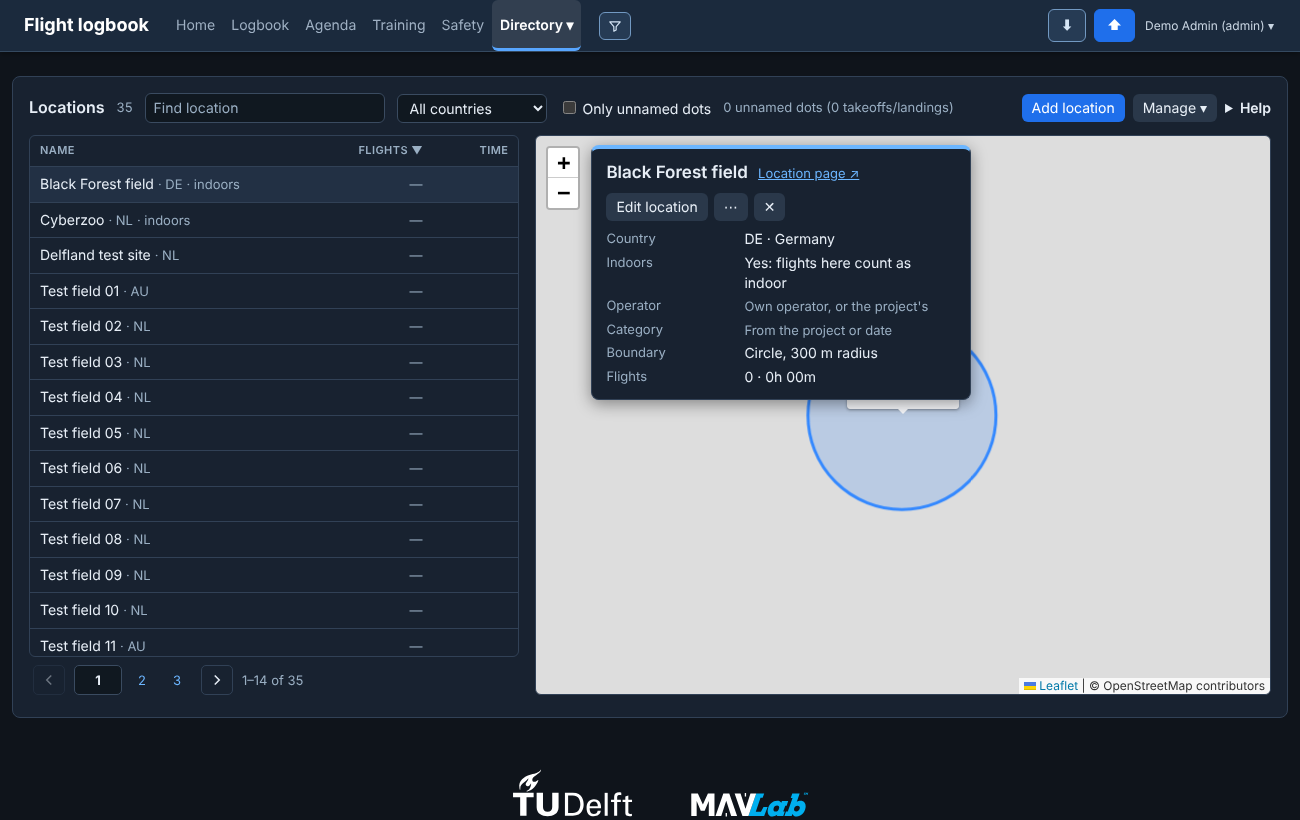 Flight logbook Home Logbook Agenda Training Safety Directory ▾ Demo Admin (admin) ▾
Locations 35 Find location All countries Only unnamed dots 0 unnamed dots (0 takeoffs/landings) Add location Manage ▾ ▶ Help
NAME FLIGHTS ▼ TIME
Black Forest field · DE · indoors —
Cyberzoo · NL · indoors —
Delfland test site · NL —
Test field 01 · AU —
Test field 02 · NL —
Test field 03 · NL —
Test field 04 · NL —
Test field 05 · NL —
Test field 06 · NL —
Test field 07 · NL —
Test field 08 · NL —
Test field 09 · NL —
Test field 10 · NL —
Test field 11 · AU —
1 2 3 1–14 of 35
+
−
Black Forest field Location page ↗
Edit location ⋯ ✕
Country DE · Germany
Indoors Yes: flights here count as
indoor
Operator Own operator, or the project's
Category From the project or date
Boundary Circle, 300 m radius
Flights 0 · 0h 00m
Leaflet | © OpenStreetMap contributors
TU Delft
MAVLab